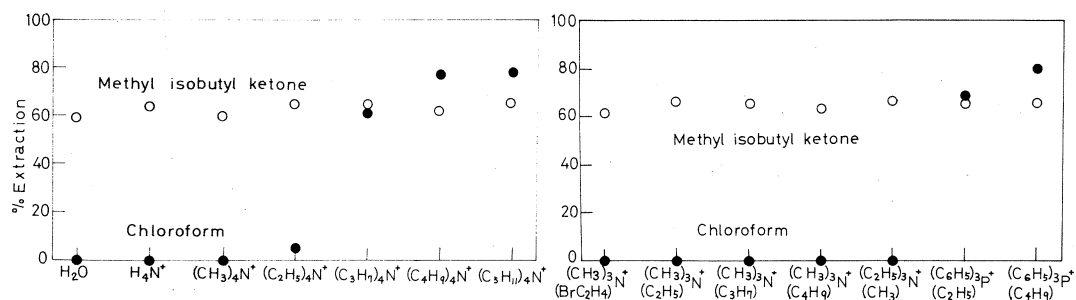 100
80
60
40
20
0
% Extraction
Methyl isobutyl ketone
Chloroform
H₂O
H₄N⁺
(CH₃)₄N⁺
(C₂H₅)₄N⁺
(C₃H₇)₄N⁺
(C₄H₉)₄N⁺
(C₅H₁₁)₄N⁺
100
80
60
40
20
0
Methyl isobutyl ketone
Chloroform
(CH3)₃N⁺
(BrC₂H₄)
(CH₃)₃N⁺
(C₂H₅)
(CH₃)₃N⁺
(C₃H₇)
(CH₃)₃N⁺
(C₄H₉)
(C₂H₅)₃N⁺
(CH₃)
(C₆H₅)₃P⁺
(C₂H₅)
(C₆H₅)₃P⁺
(C₄H₉)